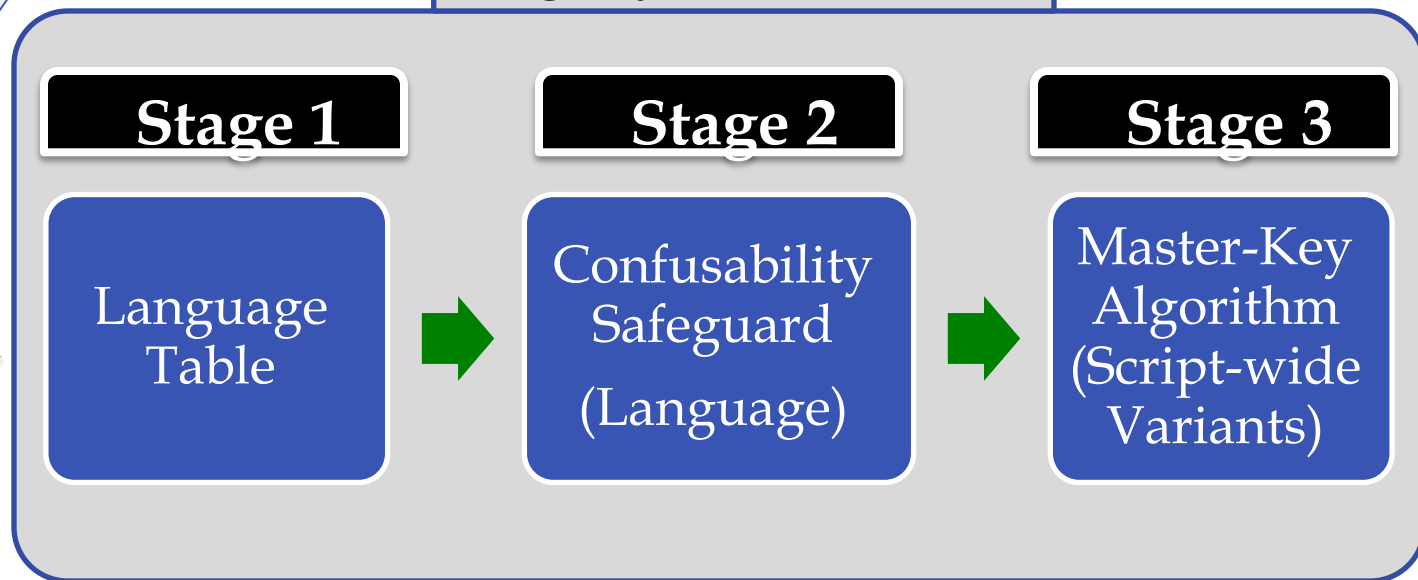 Stage 1
Stage 2
Stage 3
Language
Table
Confusability
Safeguard
(Language)
Master-Key
Algorithm
(Script-wide
Variants)